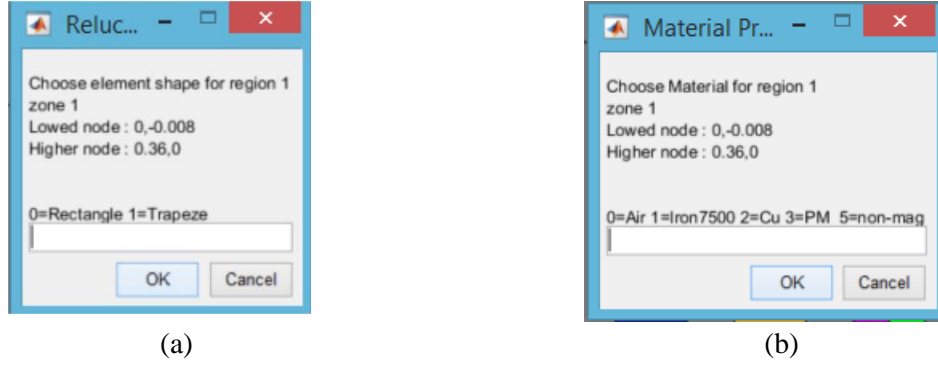 Reluc...
Choose element shape for region 1
zone 1
Lowed node : 0,-0.008
Higher node : 0.36,0
0=Rectangle 1=Trapeze
OK Cancel
(a)
Material Pr...
Choose Material for region 1
zone 1
Lowed node : 0,-0.008
Higher node : 0.36,0
0=Air 1=Iron7500 2=Cu 3=PM 5=non-mag
OK Cancel
(b)